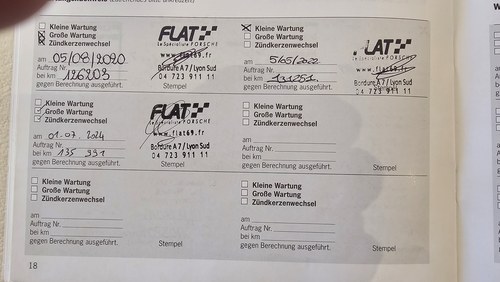 Kleine Wartung
Große Wartung
Zündkerzenwechsel
am 05/08/2020
Auftrag Nr.
bei km 126203
gegen Berechnung ausgeführt.
FLAT
Le Spécialiste PORSCHE
Bordure A7/Lyon Sud
04 723 911 11
Stempel
Kleine Wartung
Große Wartung
Zündkerzenwechsel
am
Auftrag Nr.
bei km
gegen Berechnung ausgeführt.
LAT
PORSCHE
www.flat69.fr
Bordure A7/Lyon Sud
04 723 911 11
Kleine Wartung
Große Wartung
Zündkerzenwechsel
am 01.07.2024
Auftrag Nr.
bei km 135 991
gegen Berechnung ausgeführt.
FLAT
Le Spécialiste PORSCHE
www.flat69.fr
Bordure A7/Lyon Sud
04 723 911 11
Stempel
Kleine Wartung
Große Wartung
Zündkerzenwechsel
am
Auftrag Nr.
bei km
gegen Berechnung ausgeführt.
Stempel
Kleine Wartung
Große Wartung
Zündkerzenwechsel
am
Auftrag Nr.
bei km
gegen Berechnung ausgeführt.
Stempel
Kleine Wartung
Große Wartung
Zündkerzenwechsel
am
Auftrag Nr.
bei km
gegen Berechnung ausgeführt.
Stempel
18